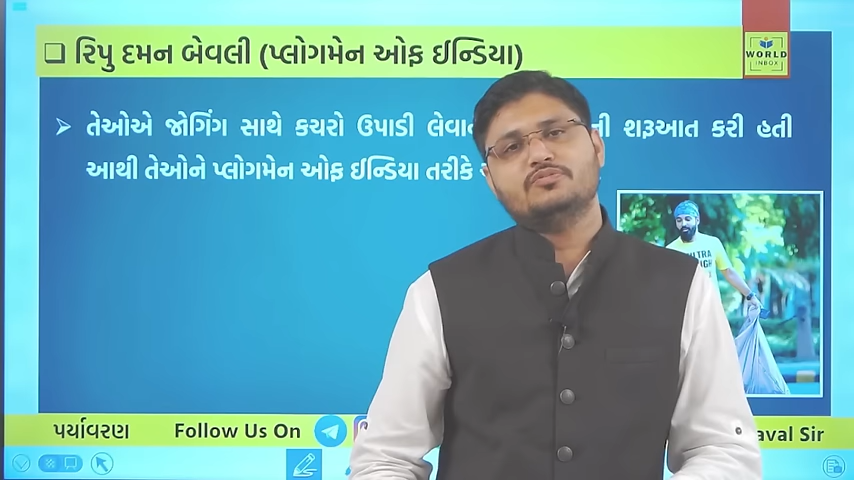 ❑ રિપુ દમન બેવલી (પ્લોગમેન ઓફ ઈન્ડિયા)
WORLD
INBOX
➢ તેઓએ જોગિંગ સાથે કચરો ઉપાડી લેવા ની શરૂઆત કરી હતી
આથી તેઓને પ્લોગમેન ઓફ ઈન્ડિયા તરીકે
ULTRA
પર્યાવરણ Follow Us On aval Sir